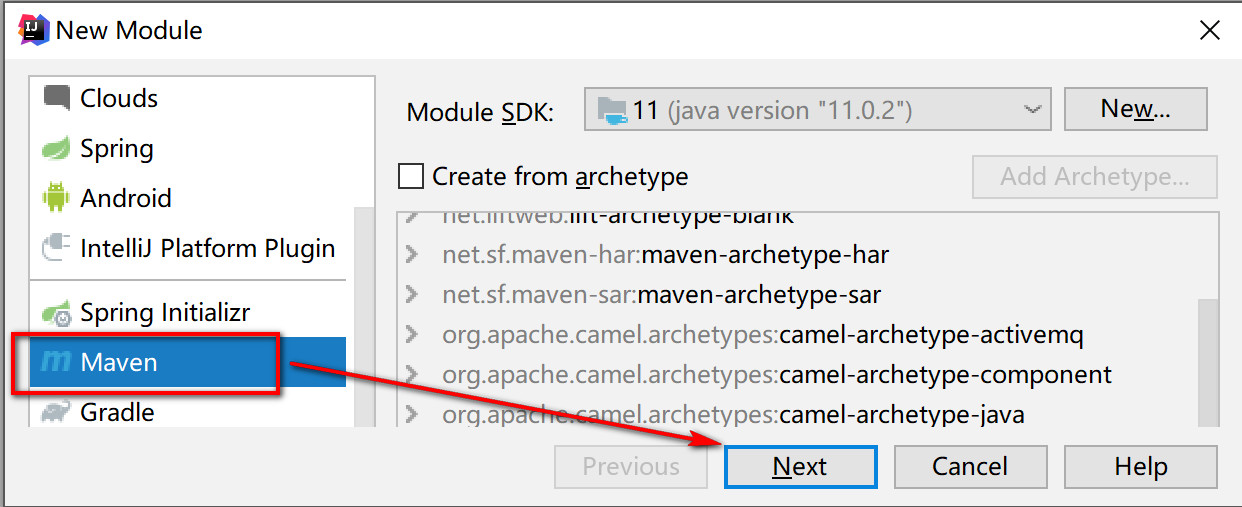 New Module
Clouds
Spring
Android
IntelliJ Platform Plugin
Spring Initializr
Maven
Gradle
Module SDK: 11 (java version "11.0.2") New...
Create from archetype Add Archetype...
net.liftweb:lift-archetype-blank
net.sf.maven-har:maven-archetype-har
net.sf.maven-sar:maven-archetype-sar
org.apache.camel.archetypes:camel-archetype-activemq
org.apache.camel.archetypes:camel-archetype-component
org.apache.camel.archetypes:camel-archetype-java
Previous Next Cancel Help